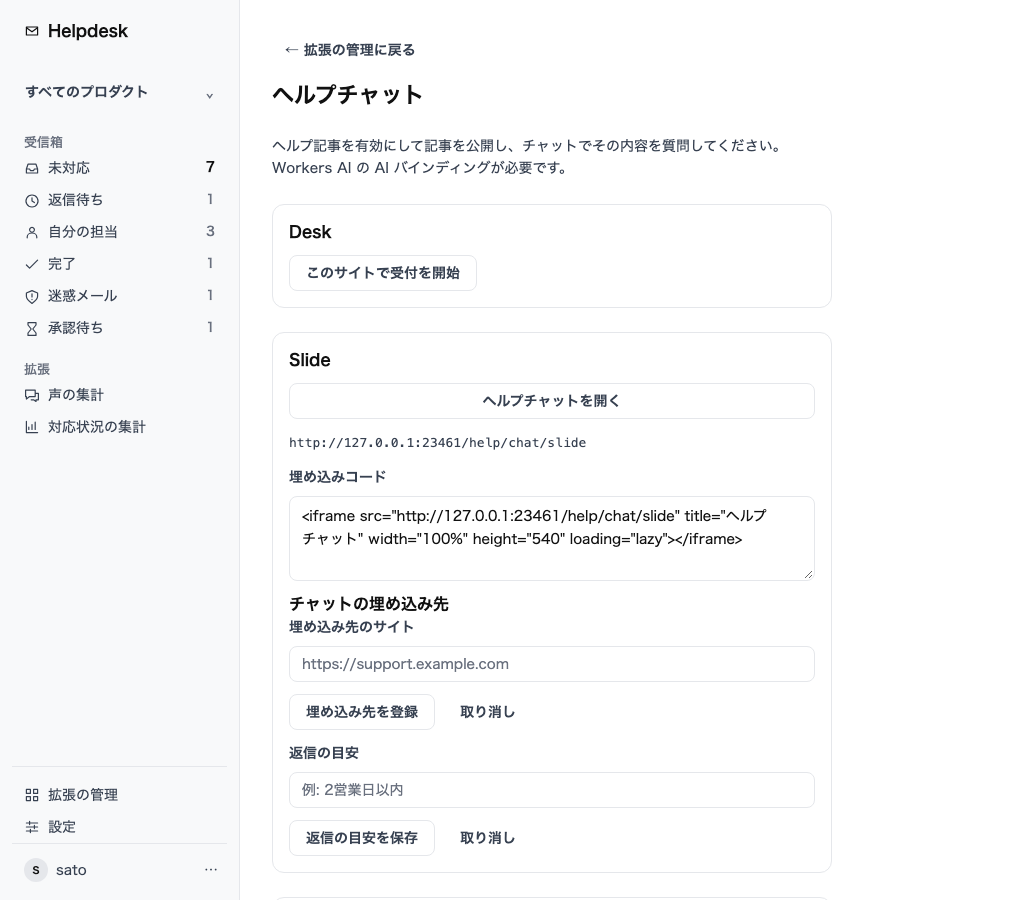 Helpdesk
すべてのプロダクト
受信箱
未対応 7
返信待ち 1
自分の担当 3
完了 1
迷惑メール 1
承認待ち 1
拡張
声の集計
対応状況の集計
拡張の管理
設定
S sato ...
← 拡張の管理に戻る
ヘルプチャット
ヘルプ記事を有効にして記事を公開し、チャットでその内容を質問してください。
Workers AI の AI バインディングが必要です。
Desk
このサイトで受付を開始
Slide
ヘルプチャットを開く
http://127.0.0.1:23461/help/chat/slide
埋め込みコード
<iframe src="http://127.0.0.1:23461/help/chat/slide" title="ヘルプ
チャット" width="100%" height="540" loading="lazy"></iframe>
チャットの埋め込み先
埋め込み先のサイト
https://support.example.com
埋め込み先を登録 取り消し
返信の目安
例: 2営業日以内
返信の目安を保存 取り消し